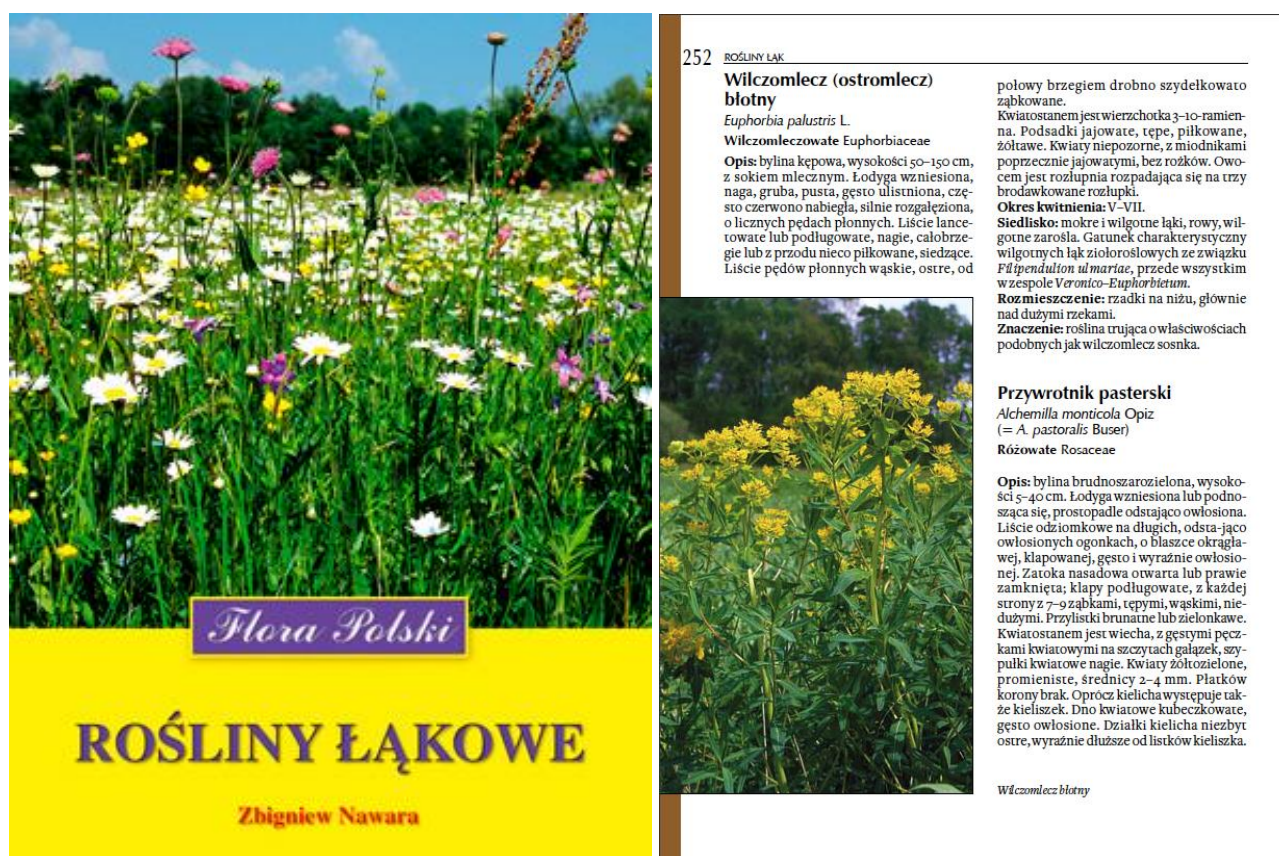 Flora Polski
ROŚLINY ŁĄKOWE
Zbigniew Nawara
252 ROŚLINY ŁĄK
Wilczomlecz (ostromlecz)
błotny
Euphorbia palustris L.
Wilczomleczowate Euphorbiaceae
Opis: bylina kępowa, wysokości 50–150 cm,
z sokiem mlecznym. Łodyga wzniesiona,
naga, gruba, pusta, gęsto ulistniona, czę-
sto czerwono nabiegła, silnie rozgałęziona,
o licznych pędach płonnych. Liście lance-
towate lub podługowate, nagie, całobrze-
gie lub z przodu nieco piłkowane, siedzące.
Liście pędów płonnych wąskie, ostre, od
połowy brzegiem drobno szydełkowato
ząbkowane.
Kwiatostanem jest wierzchotka 3–10-ramien-
na. Podsadki jajowate, tępe, piłkowane,
żółtawe. Kwiaty niepozorne, z miodnikami
poprzecznie jajowatymi, bez rożków. Owo-
cem jest rozłupnia rozpadająca się na trzy
brodawkowane rozłupki.
Okres kwitnienia: V–VII.
Siedlisko: mokre i wilgotne łąki, rowy, wil-
gotne zarośla. Gatunek charakterystyczny
wilgotnych łąk ziołoroślowych ze związku
Filipendulion ulmariae, przede wszystkim
w zespole Veronico–Euphorbietum.
Rozmieszczenie: rzadki na niżu, głównie
nad dużymi rzekami.
Znaczenie: roślina trująca o właściwościach
podobnych jak wilczomlecz sosnka.
Przywrotnik pasterski
Alchemilla monticola Opiz
(= A. pastoralis Buser)
Różowate Rosaceae
Opis: bylina brudnoszarozielona, wysoko-
ści 5–40 cm. Łodyga wzniesiona lub podno-
sząca się, prostopadle odstająco owłosiona.
Liście odziomkowe na długich, odsta-jąco
owłosionych ogonkach, o blaszce okrągła-
wej, klapowanej, gęsto i wyraźnie owłosio-
nej. Zatoka nasadowa otwarta lub prawie
zamknięta; klapy podługowate, z każdej
strony z 7–9 ząbkami, tępymi, wąskimi, nie-
dużymi. Przylistki brunatne lub zielonkawe.
Kwiatostanem jest wiecha, z gęstymi pęcz-
kami kwiatowymi na szczytach gałązek, szy-
pułki kwiatowe nagie. Kwiaty żółtozielone,
promieniste, średnicy 2–4 mm. Płatków
korony brak. Oprócz kielicha występuje tak-
że kieliszek. Dno kwiatowe kubeczkowate,
gęsto owłosione. Działki kielicha niezbyt
ostre, wyraźnie dłuższe od listków kieliszka.
Wilczomlecz błotny